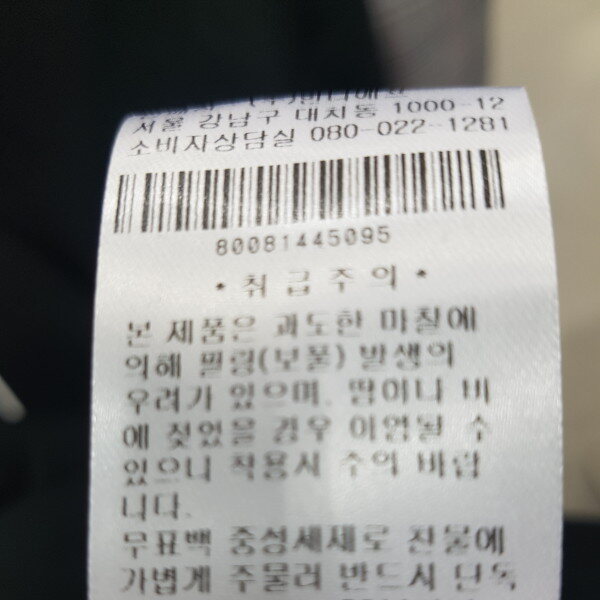 서울 강남구 대치동 1000-12
소비자상담실 080-022-1281
80081445095
• 취급주의 •
본 제품은 과도한 마찰에
의해 필링(보풀) 발생의
우려가 있으며, 땀이나 비
에 젖었을 경우 이염될 수
있으니 착용시 주의 바랍
니다.
무표백 중성세제로 찬물에
가볍게 주물러 반드시 단독